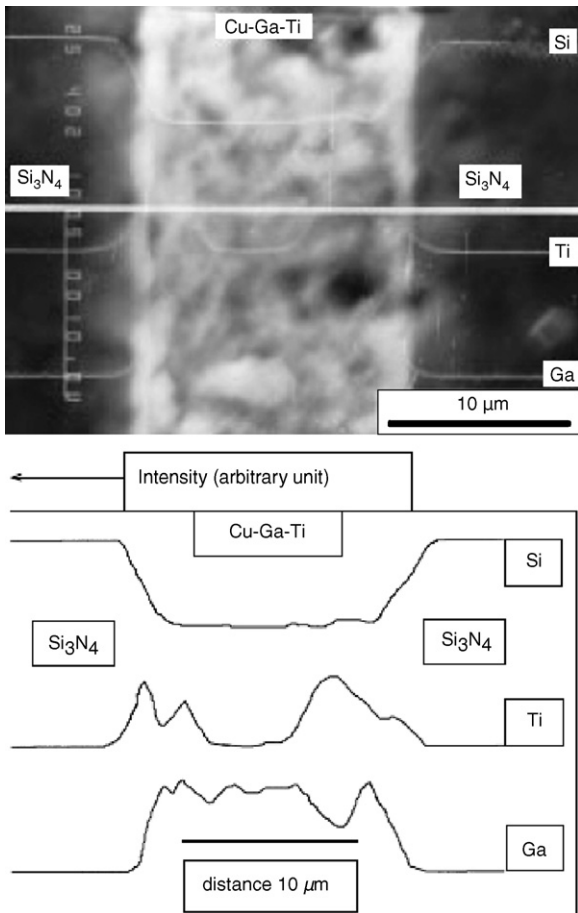 Cu-Ga-Ti
Si
Si₃N₄
Si₃N₄
Ti
Ga
10 µm
Intensity (arbitrary unit)
Cu-Ga-Ti
Si
Si₃N₄
Si₃N₄
Ti
Ga
distance 10 µm